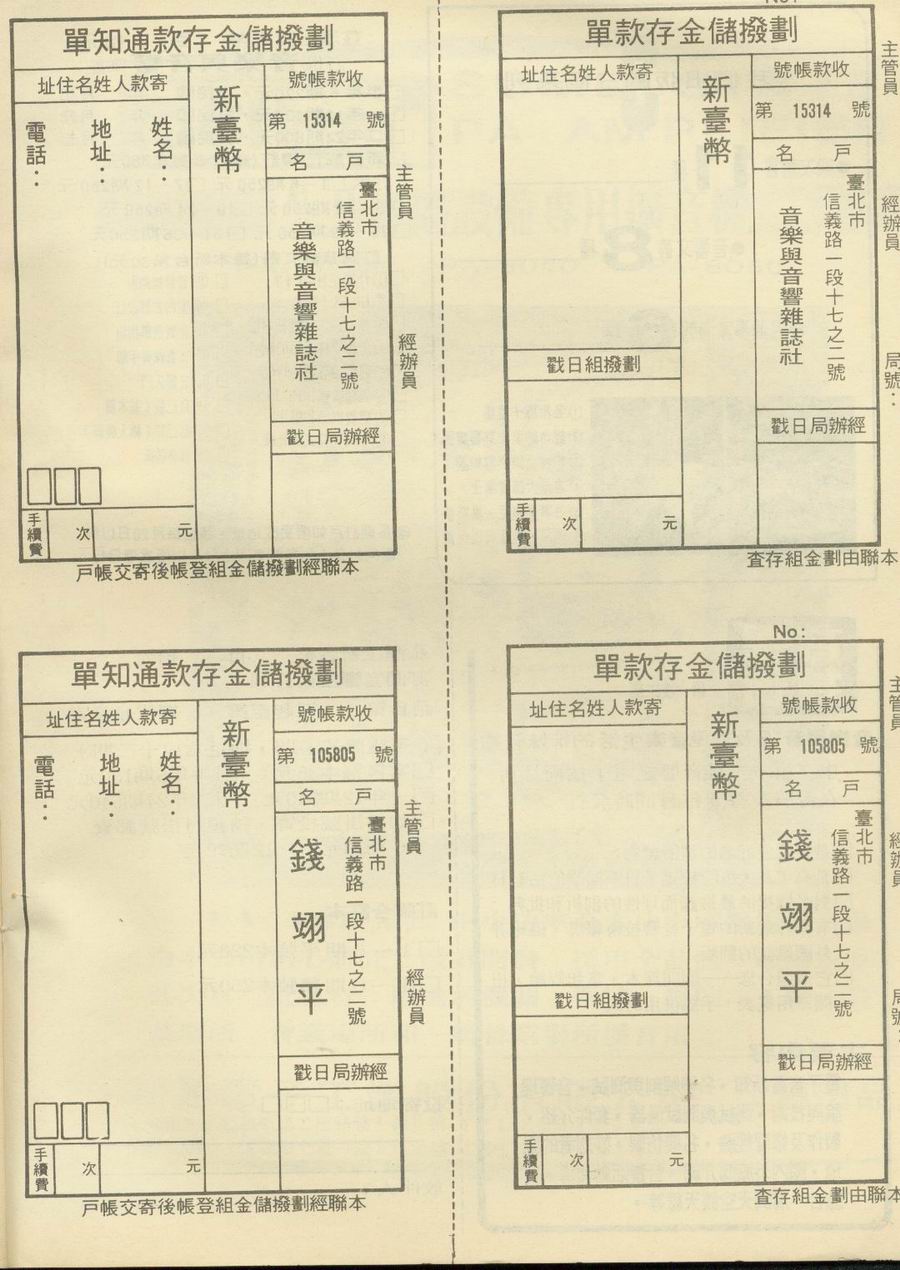 劃撥儲金存款通知單
收款帳號
第 15314 號
戶 名
臺北市
信義路一段十七之二號
音樂與音響雜誌社
經辦局日戳
新臺幣
寄款人姓名住址
姓名：
地址：
電話：
手續費
次
元
主管員
經辦員
本聯經劃撥儲金組登帳後寄交帳戶
劃撥儲金存款單
收款帳號
第 15314 號
戶 名
臺北市
信義路一段十七之二號
音樂與音響雜誌社
經辦局日戳
新臺幣
寄款人姓名住址
劃撥組日戳
手續費
次
元
主管員
經辦員
局號：
本聯由劃金組存查
劃撥儲金存款通知單
收款帳號
第 105805 號
戶 名
臺北市
信義路一段十七之二號
錢翊平
經辦局日戳
新臺幣
寄款人姓名住址
姓名：
地址：
電話：
手續費
次
元
主管員
經辦員
本聯經劃撥儲金組登帳後寄交帳戶
No:
劃撥儲金存款單
收款帳號
第 105805 號
戶 名
臺北市
信義路一段十七之二號
錢翊平
經辦局日戳
新臺幣
寄款人姓名住址
劃撥組日戳
手續費
次
元
主管員
經辦員
局號：
本聯由劃金組存查